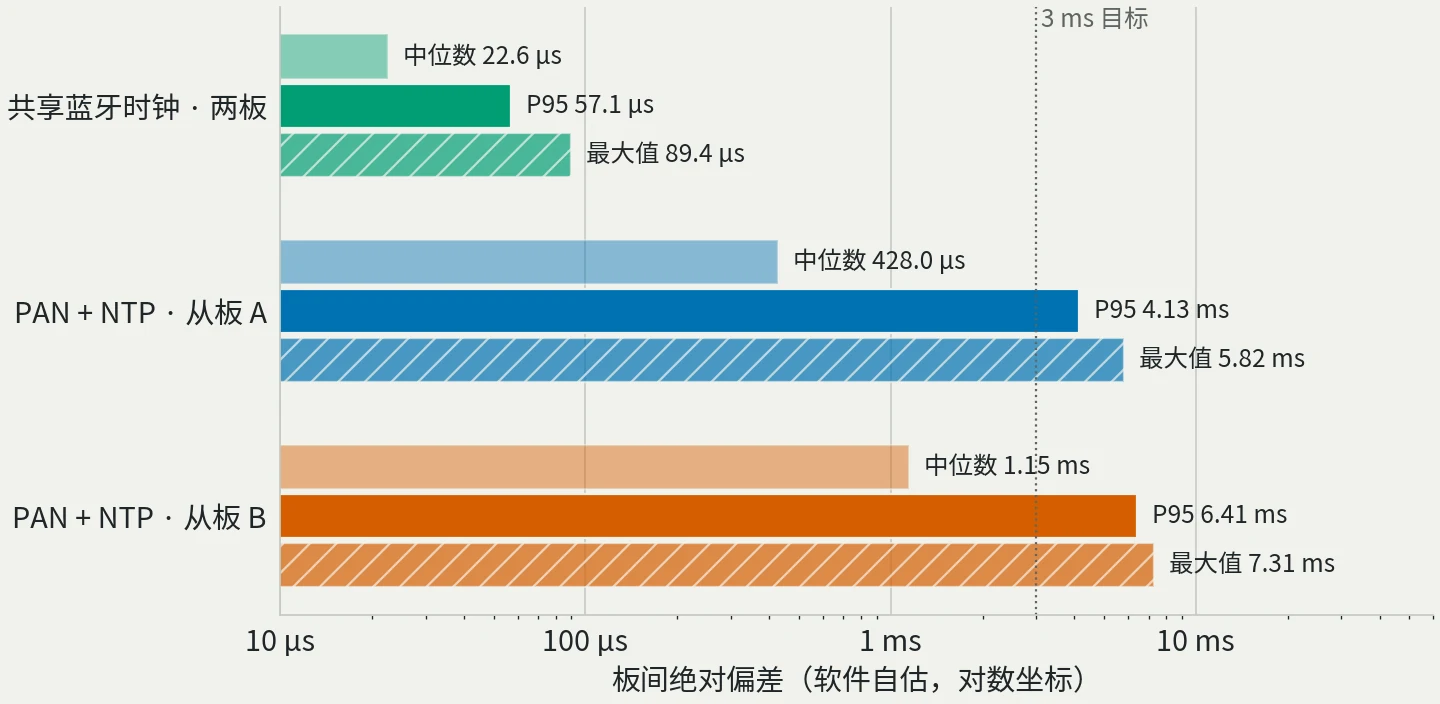 3 ms 目标
中位数 22.6 μs
共享蓝牙时钟 · 两板
P95 57.1 μs
最大值 89.4 μs
中位数 428.0 μs
PAN + NTP · 从板 A
P95 4.13 ms
最大值 5.82 ms
中位数 1.15 ms
PAN + NTP · 从板 B
P95 6.41 ms
最大值 7.31 ms
10 μs
100 μs
1 ms
10 ms
板间绝对偏差（软件自估，对数坐标）